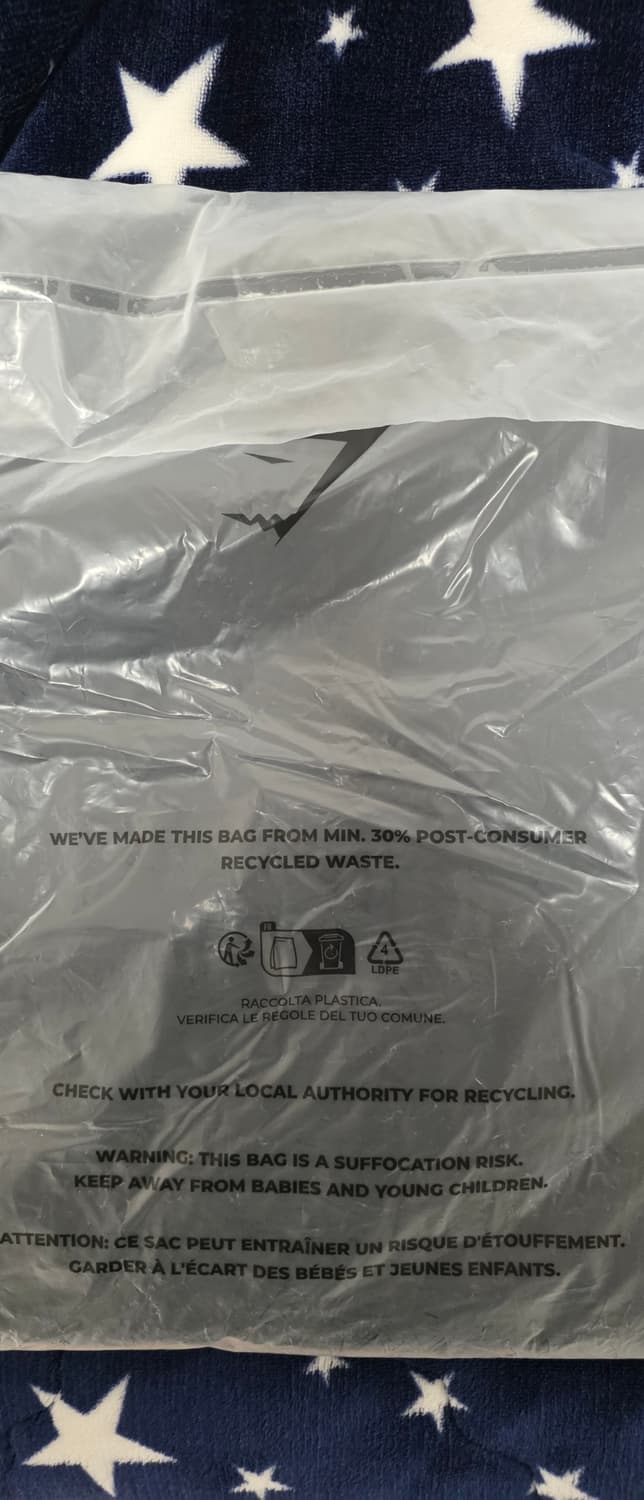 WE'VE MADE THIS BAG FROM MIN. 30% POST-CONSUMER
RECYCLED WASTE.
FR
4
LDPE
RACCOLTA PLASTICA.
VERIFICA LE REGOLE DEL TUO COMUNE.
CHECK WITH YOUR LOCAL AUTHORITY FOR RECYCLING.
WARNING: THIS BAG IS A SUFFOCATION RISK.
KEEP AWAY FROM BABIES AND YOUNG CHILDREN.
ATTENTION: CE SAC PEUT ENTRAÎNER UN RISQUE D'ÉTOUFFEMENT.
GARDER À L'ÉCART DES BÉBÉS ET JEUNES ENFANTS.